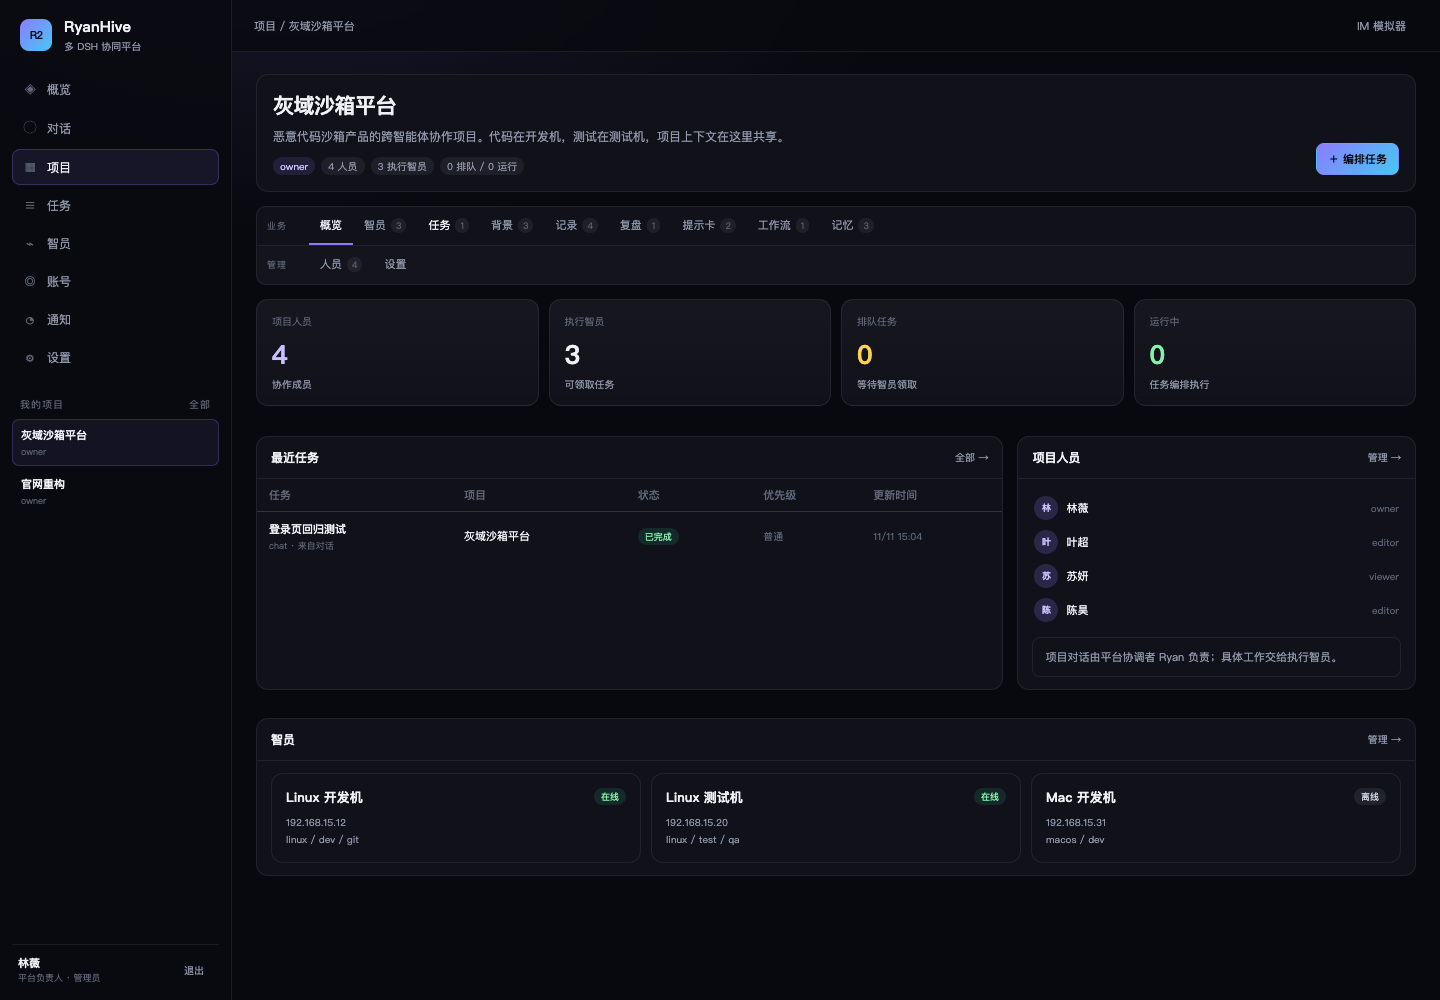 R2
RyanHive
多 DSH 协同平台
概览
对话
项目
任务
智员
账号
通知
设置
我的项目 全部
灰域沙箱平台
owner
官网重构
owner
林薇
平台负责人 · 管理员
退出
项目 / 灰域沙箱平台
IM 模拟器
灰域沙箱平台
恶意代码沙箱产品的跨智能体协作项目。代码在开发机，测试在测试机，项目上下文在这里共享。
owner 4 人员 3 执行智员 0 排队 / 0 运行
+ 编排任务
业务 概览 智员 3 任务 1 背景 3 记录 4 复盘 1 提示卡 2 工作流 1 记忆 3
管理 人员 4 设置
项目人员
4
协作成员
执行智员
3
可领取任务
排队任务
0
等待智员领取
运行中
0
任务编排执行
最近任务 全部 →
任务 项目 状态 优先级 更新时间
登录页回归测试
chat · 来自对话
灰域沙箱平台 已完成 普通 11/11 15:04
项目人员 管理 →
林 林薇 owner
叶 叶超 editor
苏 苏妍 viewer
陈 陈昊 editor
项目对话由平台协调者 Ryan 负责；具体工作交给执行智员。
智员 管理 →
Linux 开发机 在线
192.168.15.12
linux / dev / git
Linux 测试机 在线
192.168.15.20
linux / test / qa
Mac 开发机 离线
192.168.15.31
macos / dev